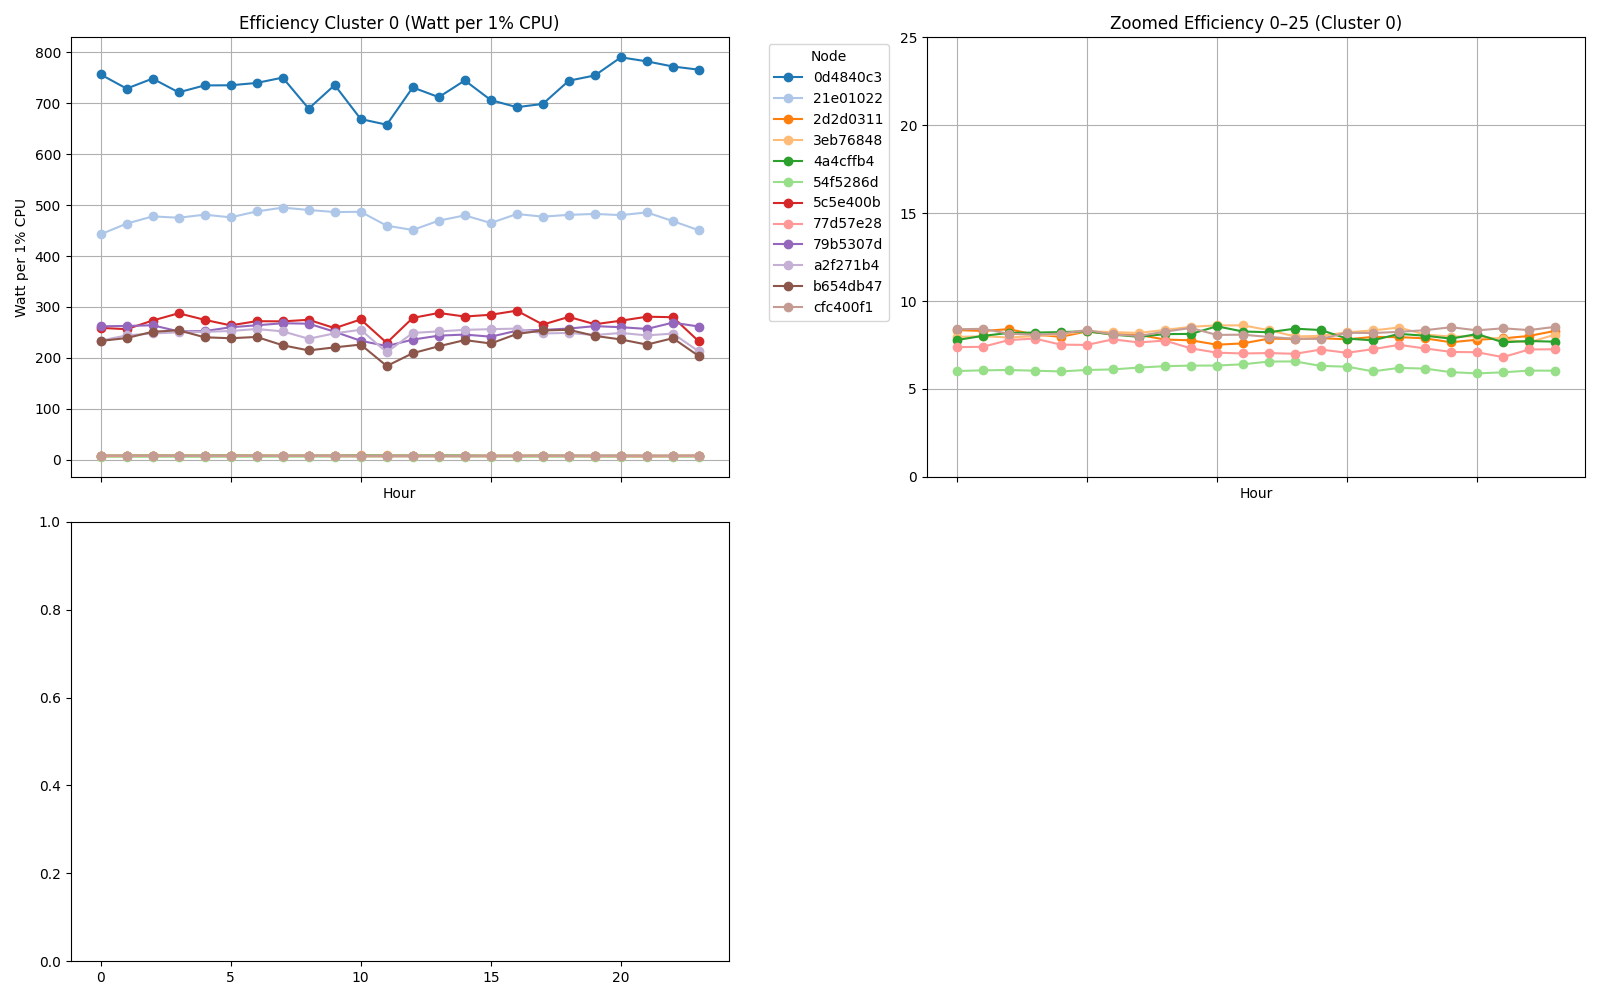 Efficiency Cluster 0 (Watt per 1% CPU)
Watt per 1% CPU
800
700
600
500
400
300
200
100
0
Hour
Node
0d4840c3
21e01022
2d2d0311
3eb76848
4a4cffb4
54f5286d
5c5e400b
77d57e28
79b5307d
a2f271b4
b654db47
cfc400f1
Zoomed Efficiency 0–25 (Cluster 0)
25
20
15
10
5
0
Hour
1.0
0.8
0.6
0.4
0.2
0.0
0 5 10 15 20